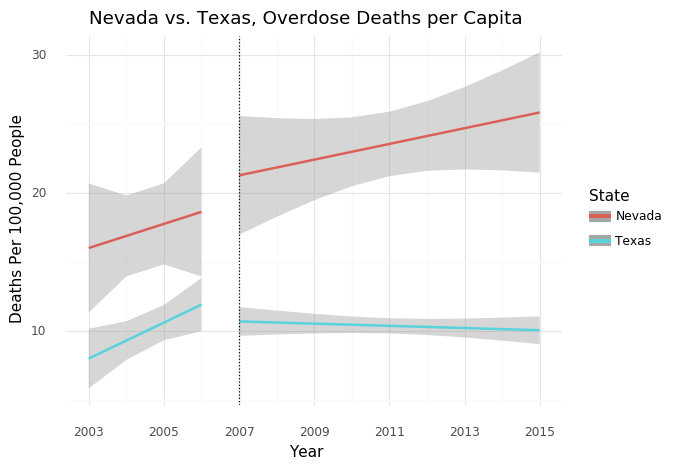 Nevada vs. Texas, Overdose Deaths per Capita
30
20
10
Deaths Per 100,000 People
2003 2005 2007 2009 2011 2013 2015
Year
State
Nevada
Texas